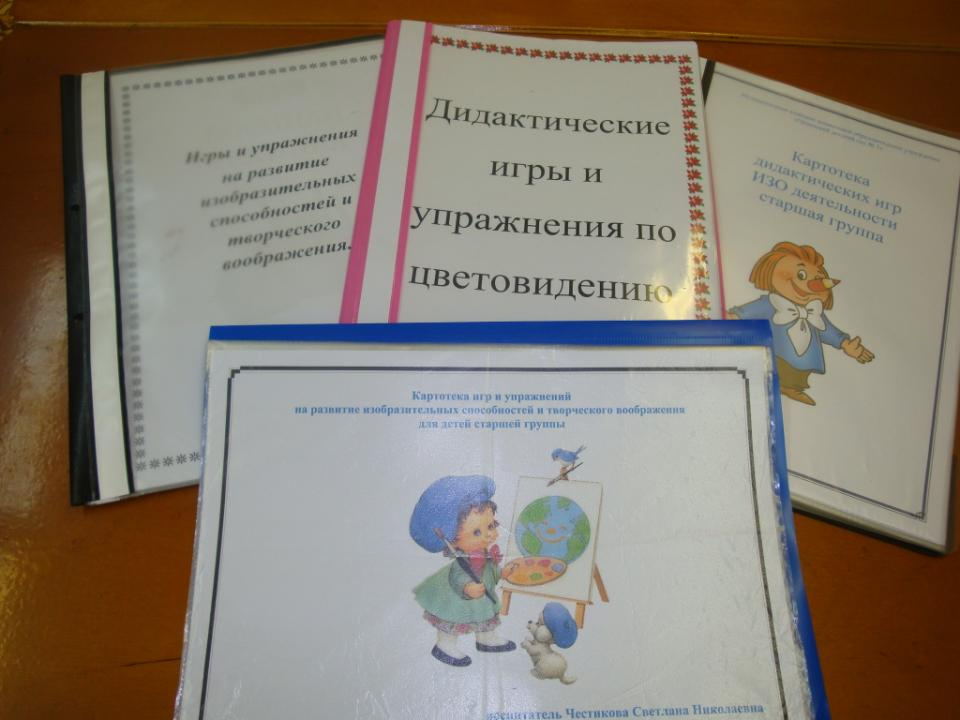 Игры и упражнения
на развитие
изобразительных
способностей и
творческого
воображения.
Дидактические
игры и
упражнения по
цветовидению
Картотека
дидактических игр
ИЗО деятельности
старшая группа
Картотека игр и упражнений
на развитие изобразительных способностей и творческого воображения
для детей старшей группы
воспитатель Честикова Светлана Николаевна